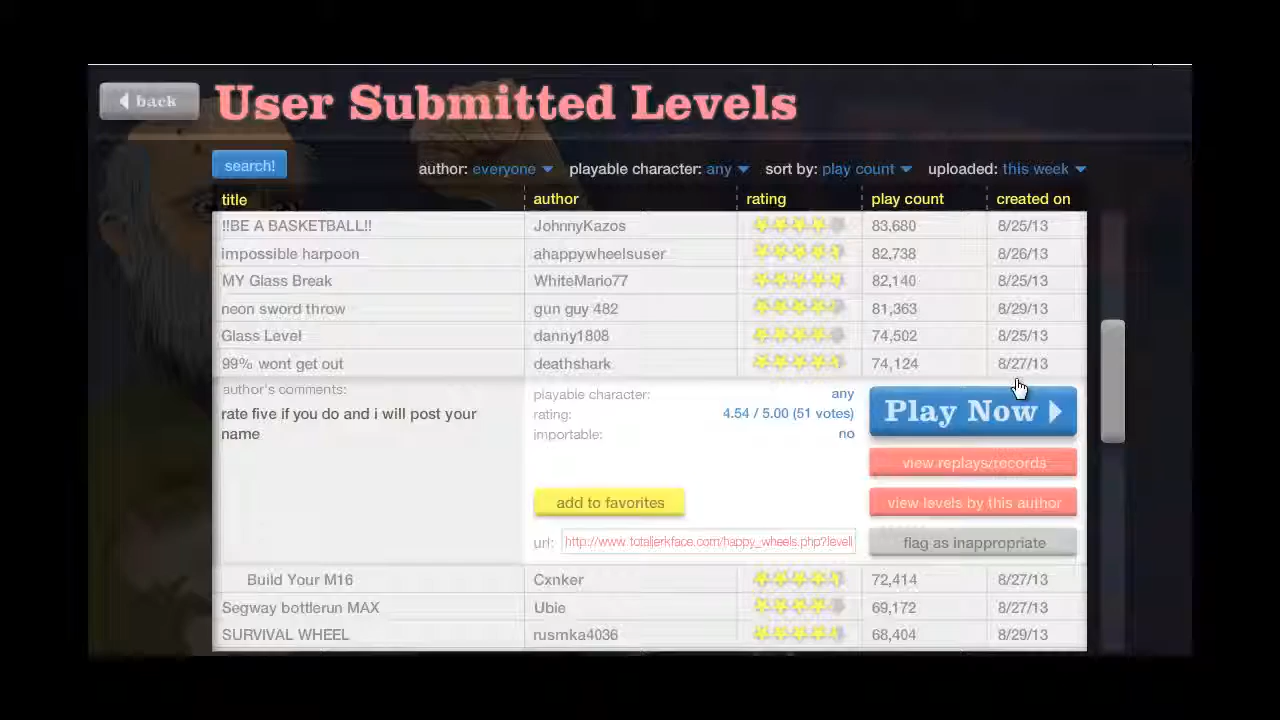 back
User Submitted Levels
search!
author: everyone playable character: any sort by: play count uploaded: this week
title author rating play count created on
!!BE A BASKETBALL!! JohnnyKazos 83,680 8/25/13
impossible harpoon ahappywheelsuser 82,738 8/26/13
MY Glass Break WhiteMario77 82,140 8/25/13
neon sword throw gun guy 482 81,363 8/29/13
Glass Level danny1808 74,502 8/25/13
99% wont get out deathshark 74,124 8/27/13
author's comments:
rate five if you do and i will post your
name
playable character: any
rating: 4.54 / 5.00 (51 votes)
importable: no
add to favorites
url: http://www.totaljerkface.com/happy_wheels.php?levell
Play Now
view replays/records
view levels by this author
flag as inappropriate
Build Your M16 Cxnker 72,414 8/27/13
Segway bottlerun MAX Ubie 69,172 8/27/13
SURVIVAL WHEEL rusmka4036 68,404 8/29/13